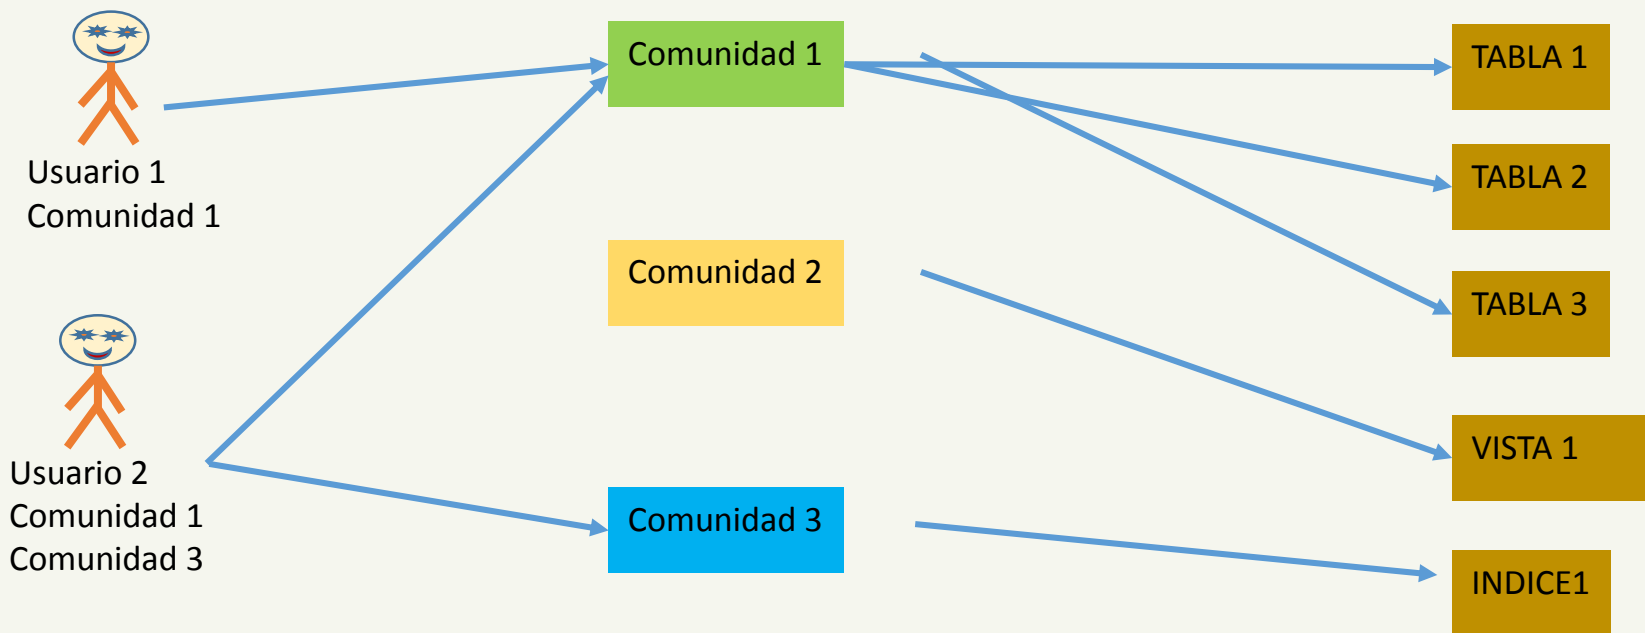 Usuario 1
Comunidad 1
Usuario 2
Comunidad 1
Comunidad 3
Comunidad 1
Comunidad 2
Comunidad 3
TABLA 1
TABLA 2
TABLA 3
VISTA 1
INDICE1